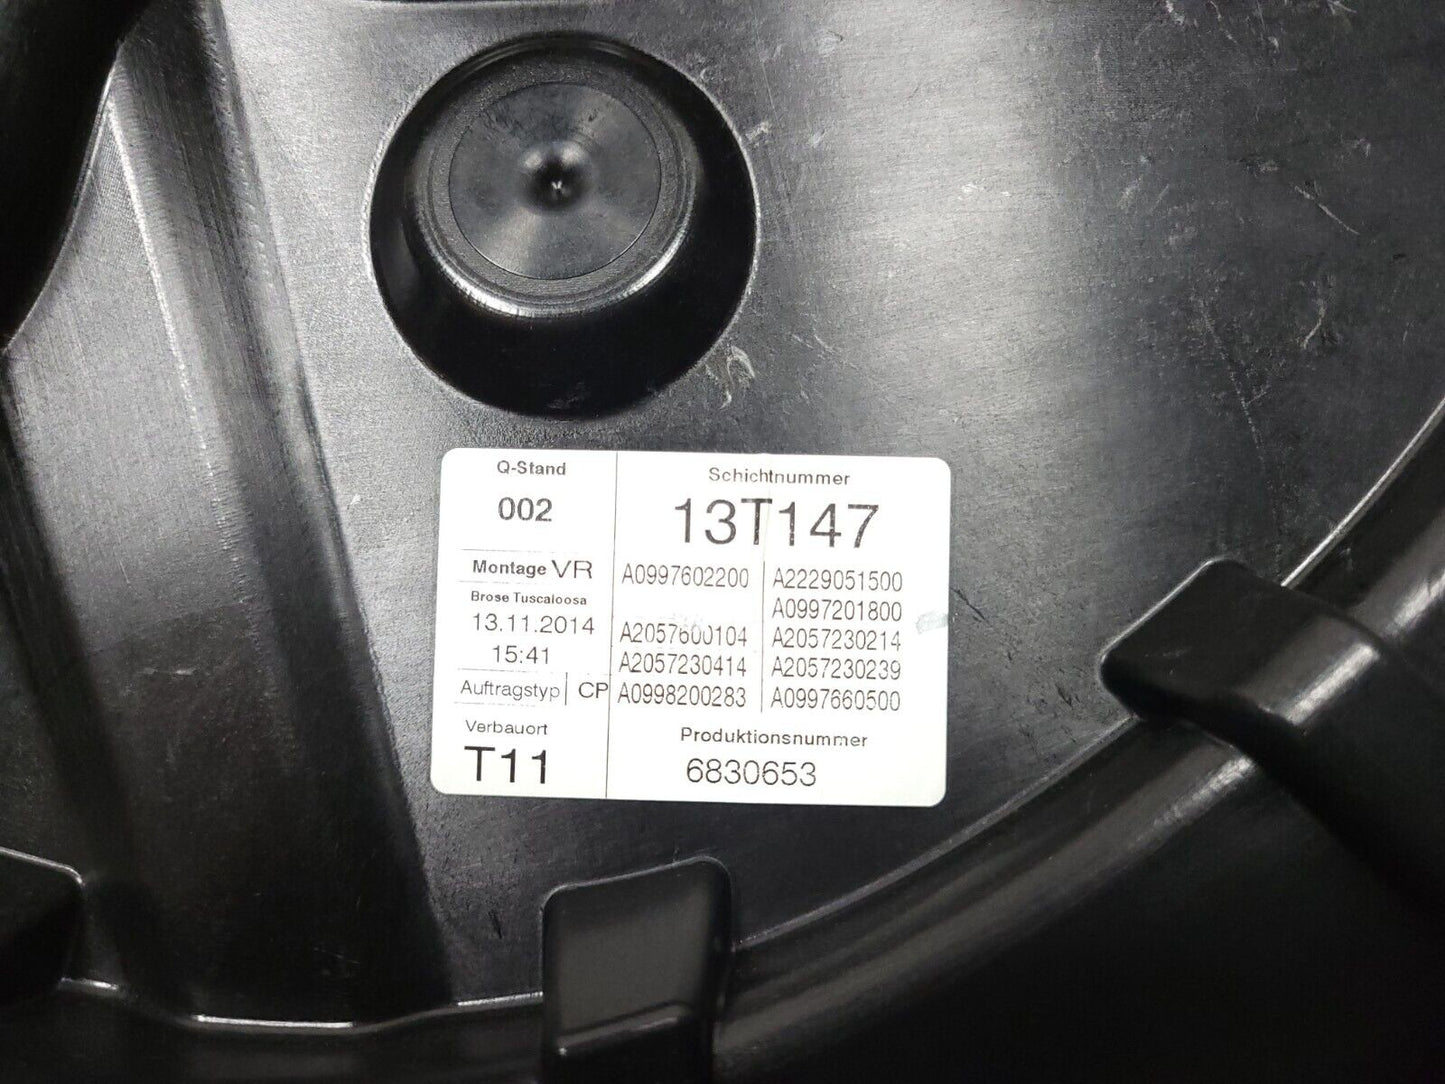 Q-Stand
002
Schichtnummer
13T147
Montage VR
Brose Tuscaloosa
13.11.2014
15:41
Auftragstyp CP
A0997602200 A2229051500
A0997201800
A2057600104 A2057230214
A2057230414 A2057230239
A0998200283 A0997660500
Verbauort
T11
Produktionsnummer
6830653